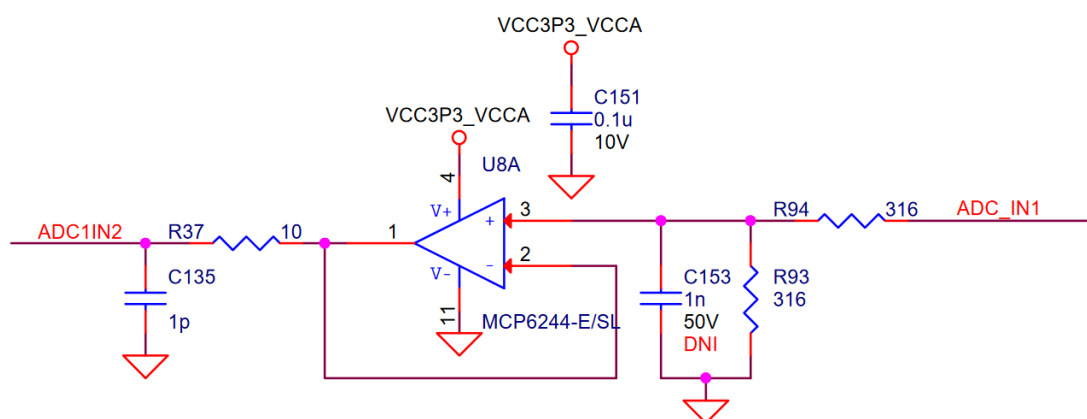 VCC3P3_VCCA
C151
0.1u
10V
VCC3P3_VCCA
U8A
4
V+
+
3
R94
316
ADC_IN1
ADC1IN2
R37
10
1
-
2
V-
C135
1p
C153
1n
50V
DNI
R93
316
11
MCP6244-E/SL